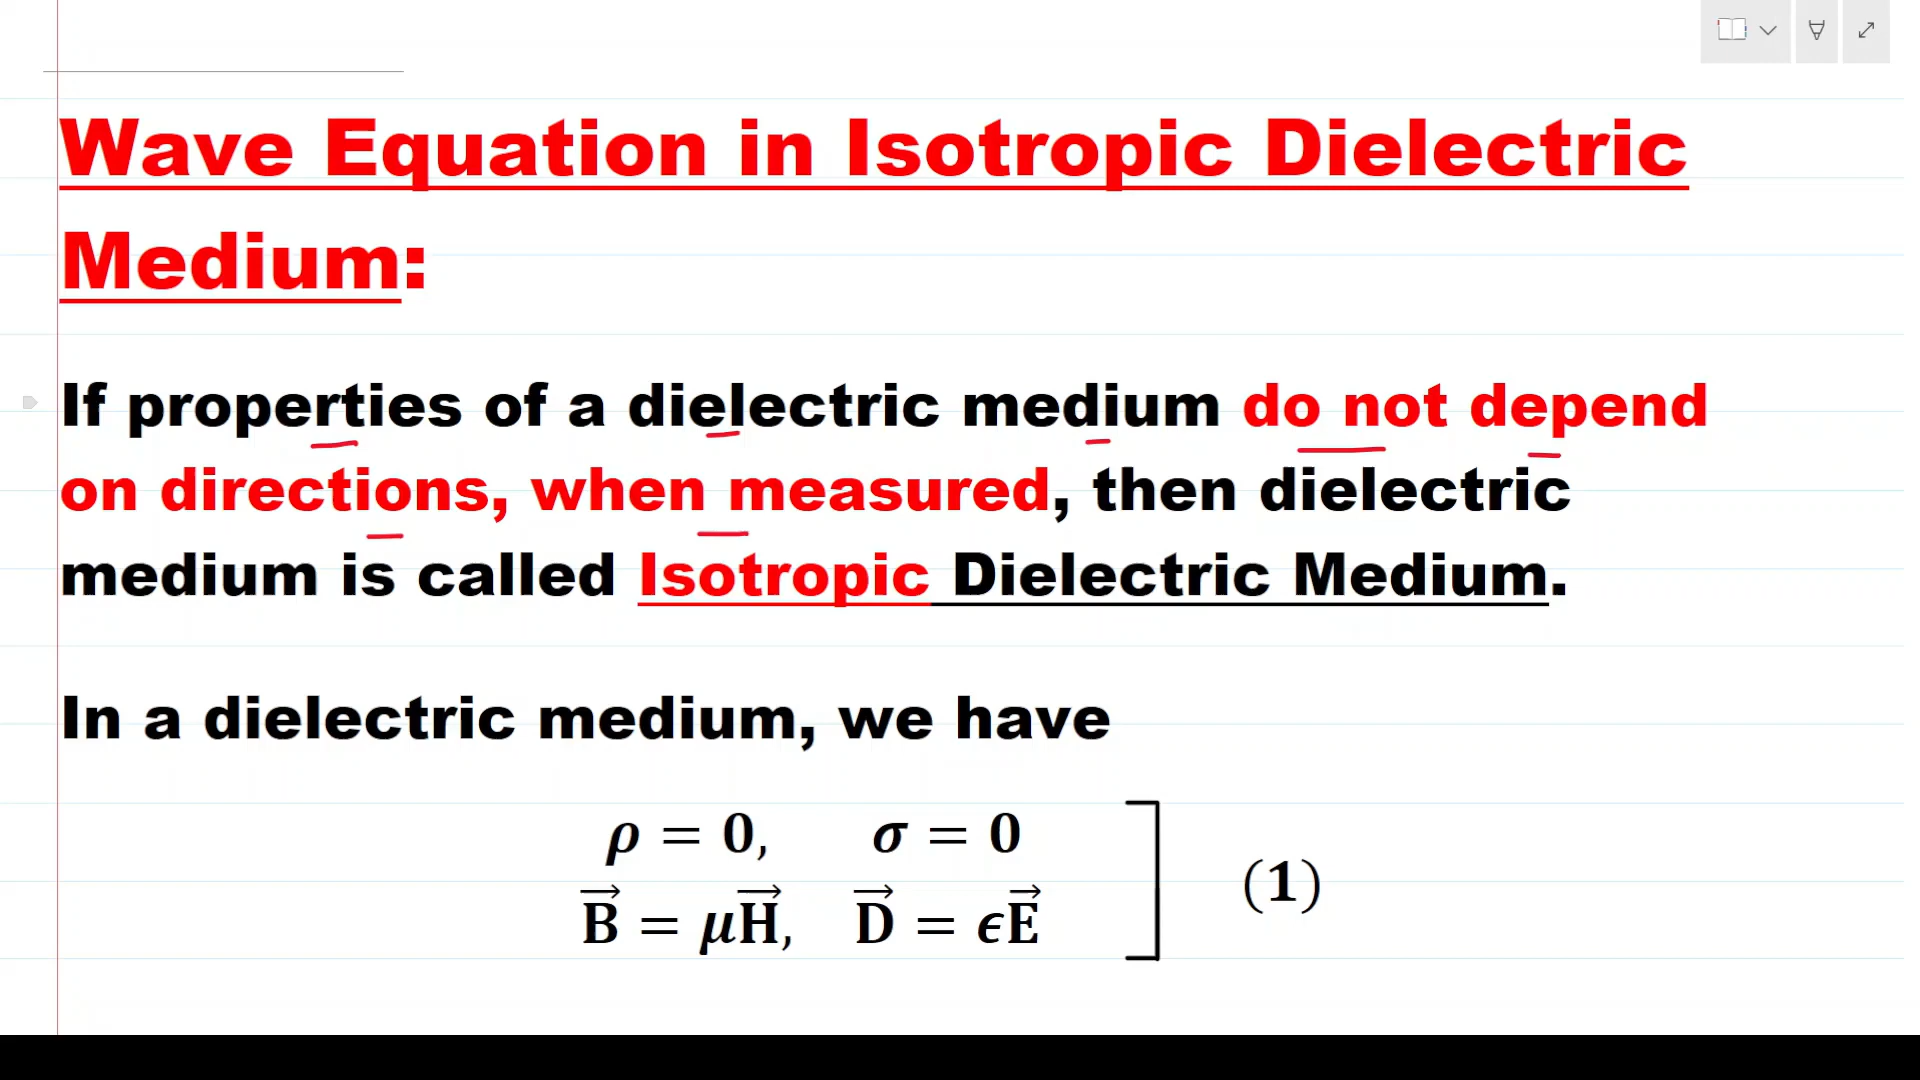 Wave Equation in Isotropic Dielectric
Medium:
If properties of a dielectric medium do not depend
on directions, when measured, then dielectric
medium is called Isotropic Dielectric Medium.
In a dielectric medium, we have
ρ = 0, σ = 0
B⃗ = μH⃗, D⃗ = ϵE⃗
(1)